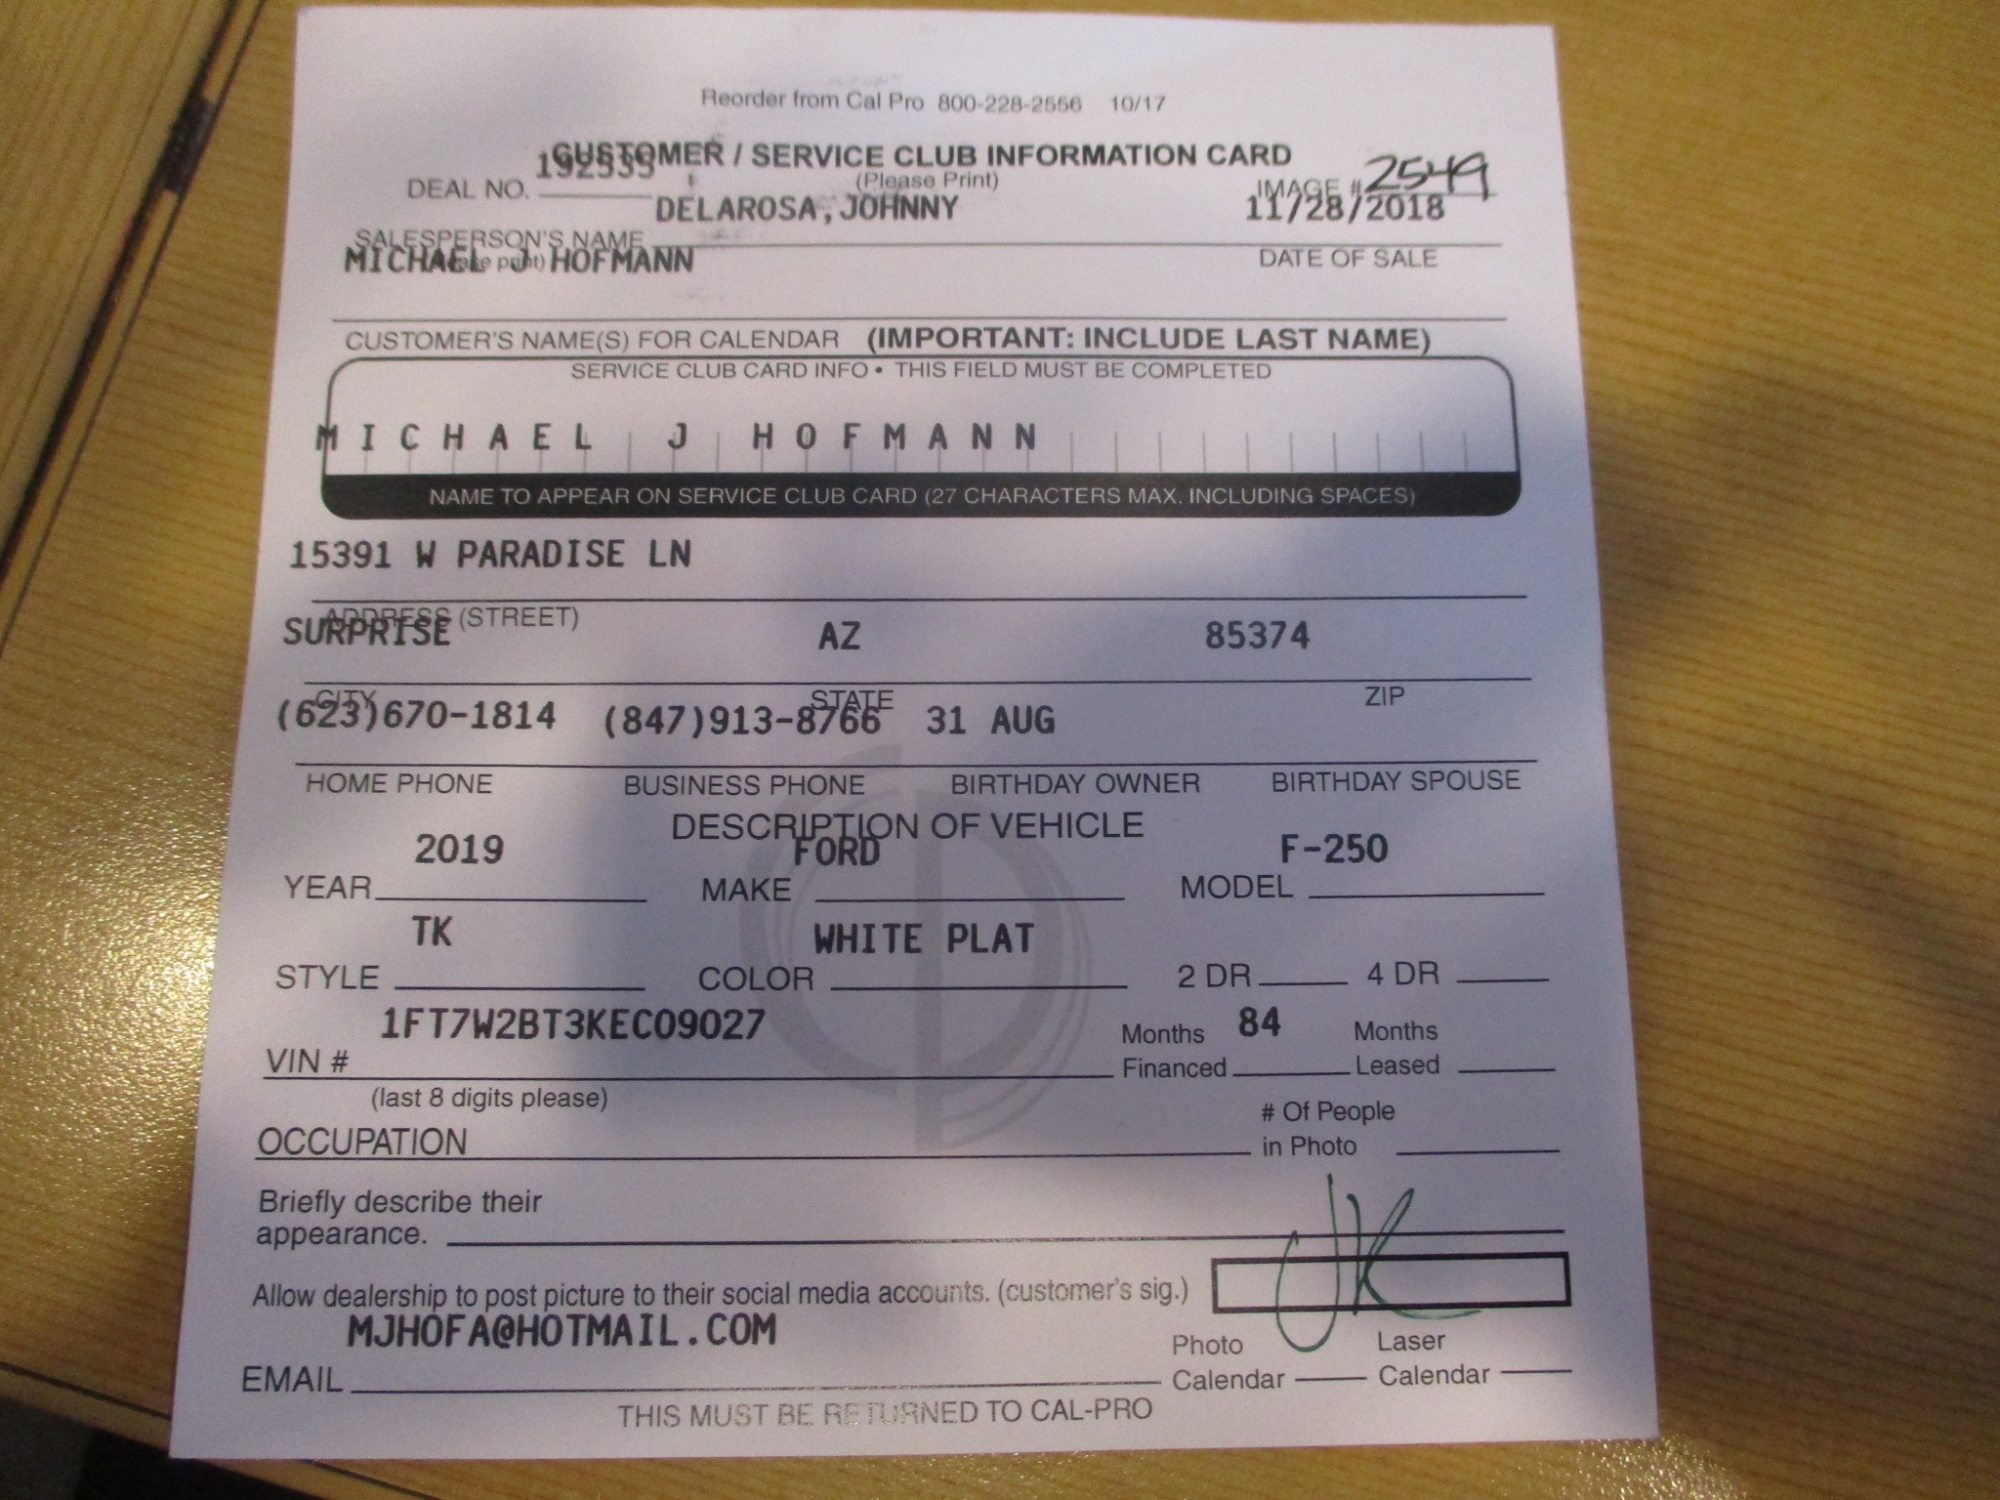 Reorder from Cal Pro 800-228-2556 10/17
CUSTOMER / SERVICE CLUB INFORMATION CARD
(Please Print)
DEAL NO. 192535 IMAGE # 2549
DELAROSA, JOHNNY 11/28/2018
SALESPERSON'S NAME (please print) DATE OF SALE
MICHAEL J HOFMANN
CUSTOMER'S NAME(S) FOR CALENDAR (IMPORTANT: INCLUDE LAST NAME)
SERVICE CLUB CARD INFO • THIS FIELD MUST BE COMPLETED
MICHAEL J HOFMANN
NAME TO APPEAR ON SERVICE CLUB CARD (27 CHARACTERS MAX. INCLUDING SPACES)
15391 W PARADISE LN
ADDRESS (STREET)
SURPRISE AZ 85374
CITY STATE ZIP
(623)670-1814 (847)913-8766 31 AUG
HOME PHONE BUSINESS PHONE BIRTHDAY OWNER BIRTHDAY SPOUSE
DESCRIPTION OF VEHICLE
2019 FORD F-250
YEAR MAKE MODEL
TK WHITE PLAT
STYLE COLOR 2 DR 4 DR
1FT7W2BT3KEC09027
VIN # Months Financed 84 Months Leased
(last 8 digits please)
OCCUPATION # Of People in Photo
Briefly describe their
appearance.
Allow dealership to post picture to their social media accounts. (customer's sig.)
MJHOFA@HOTMAIL.COM
EMAIL Photo Calendar Laser Calendar
THIS MUST BE RETURNED TO CAL-PRO